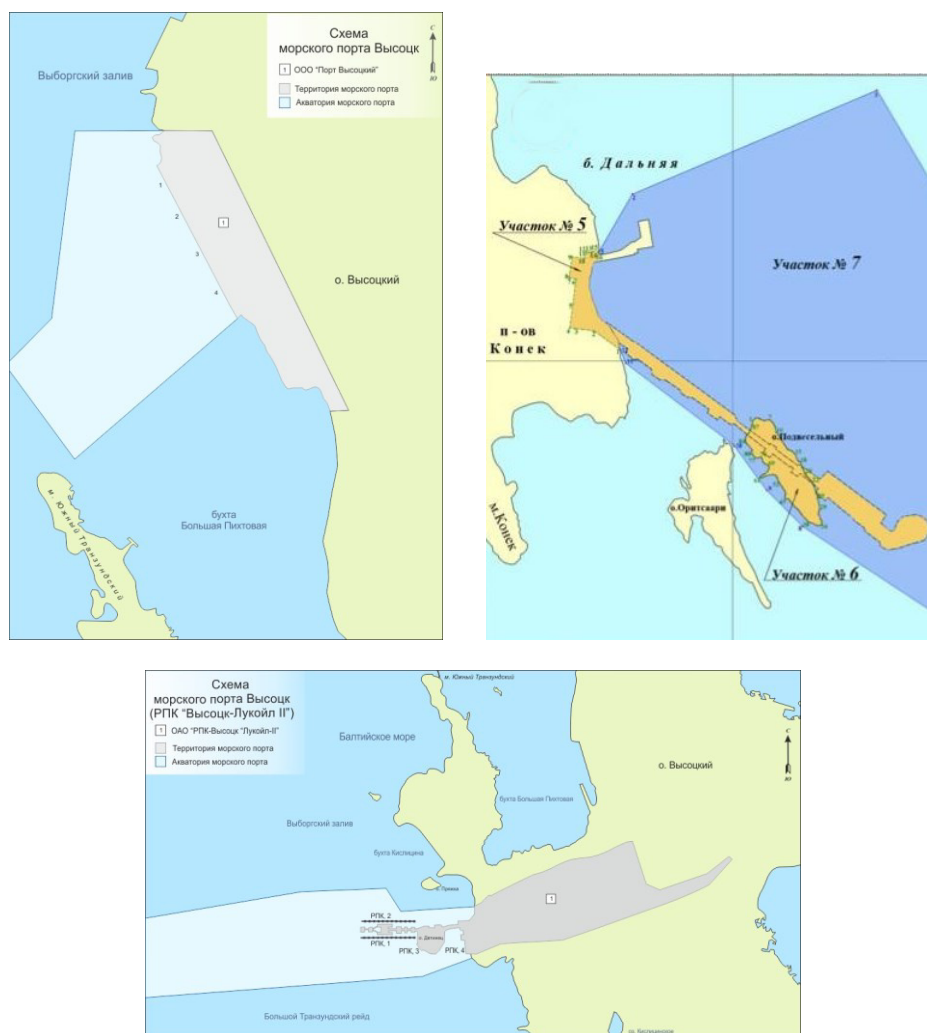 Схема
морского порта Высоцк
1 ООО "Порт Высоцкий"
Территория морского порта
Акватория морского порта
С
Ю
Выборгский залив
1
2
3
4
1
о. Высоцкий
бухта
Большая Пихтовая
м. Южный Транзундский
б. Дальняя
Участок № 5
Участок № 7
п - ов
Конек
о.Подвесельный
о.Оритсаари
м.Конек
Участок № 6
Схема
морского порта Высоцк
(РПК "Высоцк-Лукойл II")
1 ОАО "РПК-Высоцк "Лукойл-II"
Территория морского порта
Акватория морского порта
м. Южный Транзундский
С
Ю
Балтийское море
о. Высоцкий
бухта Большая Пихтовая
Выборгский залив
бухта Кислицина
1
РПК, 2
РПК, 1
РПК, 3
РПК, 4
Большой Транзундский рейд